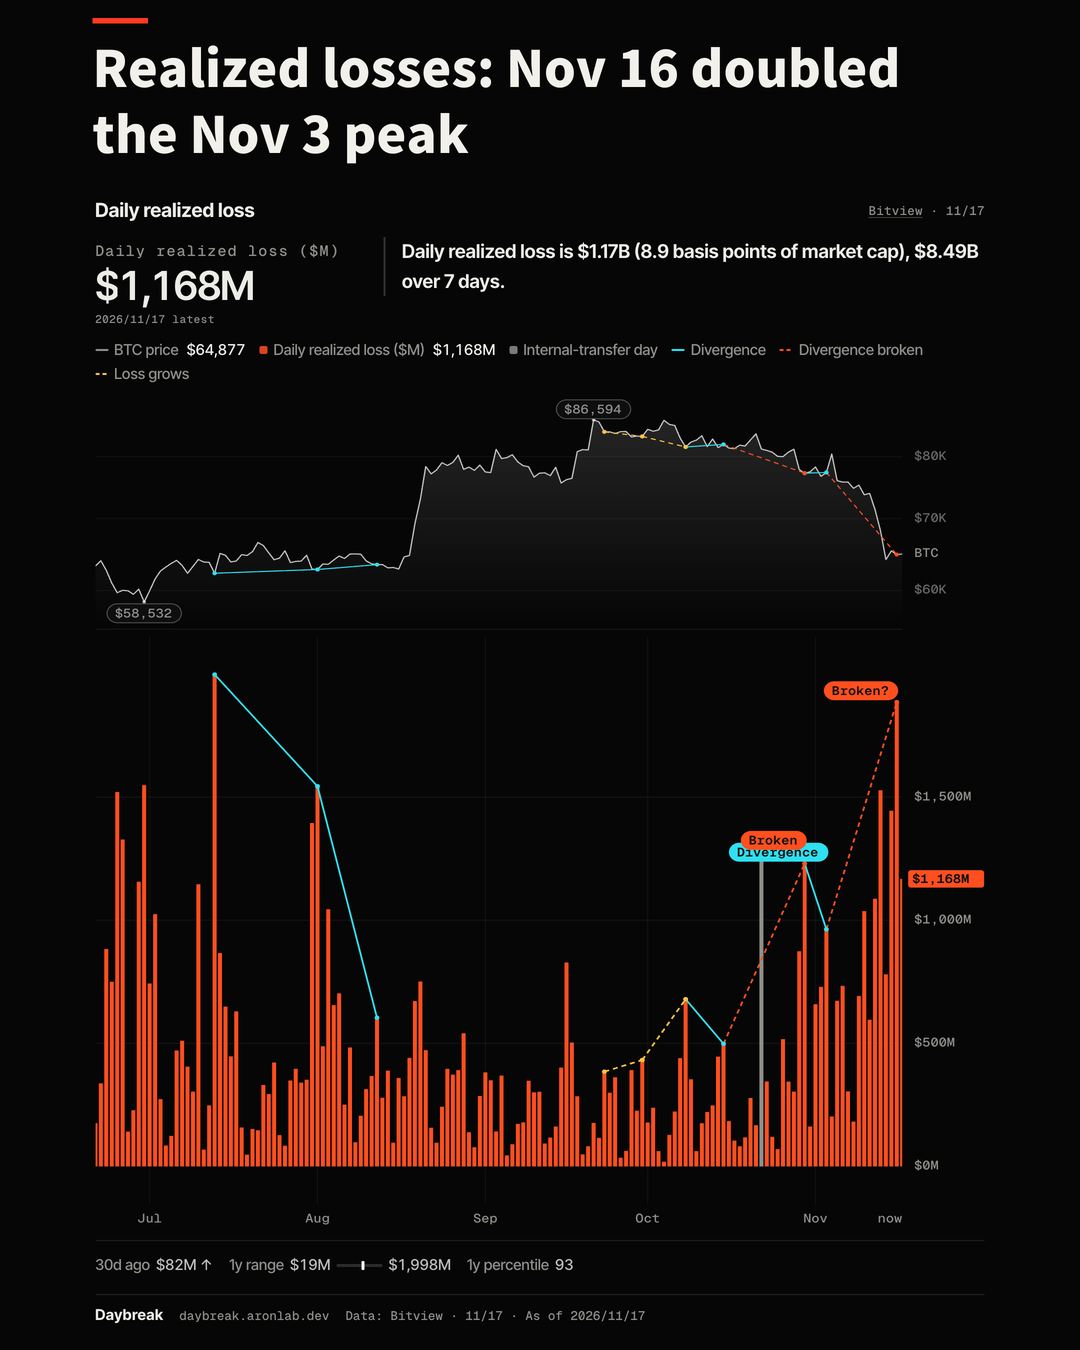 Realized losses: Nov 16 doubled
the Nov 3 peak
Daily realized loss
Bitview · 11/17
Daily realized loss ($M)
$1,168M
2026/11/17 latest
Daily realized loss is $1.17B (8.9 basis points of market cap), $8.49B
over 7 days.
BTC price $64,877 Daily realized loss ($M) $1,168M Internal-transfer day Divergence Divergence broken
Loss grows
$86,594
$80K
$70K
BTC
$60K
$58,532
Broken?
$1,500M
Broken
Divergence
$1,168M
$1,000M
$500M
$0M
Jul Aug Sep Oct Nov now
30d ago $82M ↑ 1y range $19M $1,998M 1y percentile 93
Daybreak daybreak.aronlab.dev Data: Bitview · 11/17 · As of 2026/11/17